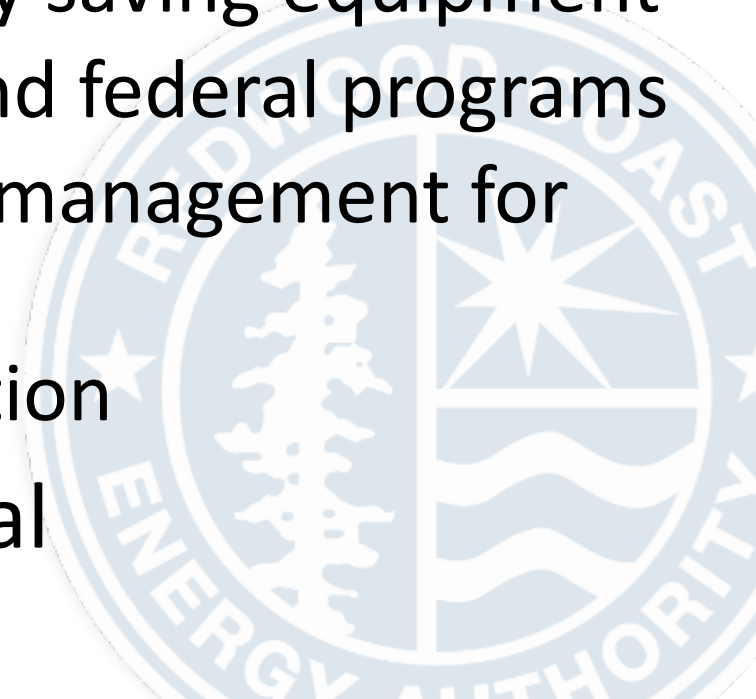 y saving equipment
nd federal programs
management for
tion
al
REDWOOD COAST
ENERGY AUTHORITY